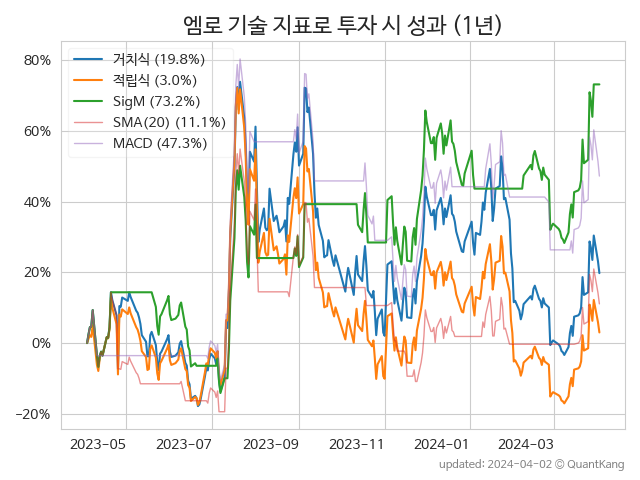 엠로 기술 지표로 투자 시 성과 (1년)
거치식 (19.8%)
적립식 (3.0%)
SigM (73.2%)
SMA(20) (11.1%)
MACD (47.3%)
80%
60%
40%
20%
0%
−20%
2023-05 2023-07 2023-09 2023-11 2024-01 2024-03
updated: 2024-04-02 © QuantKang